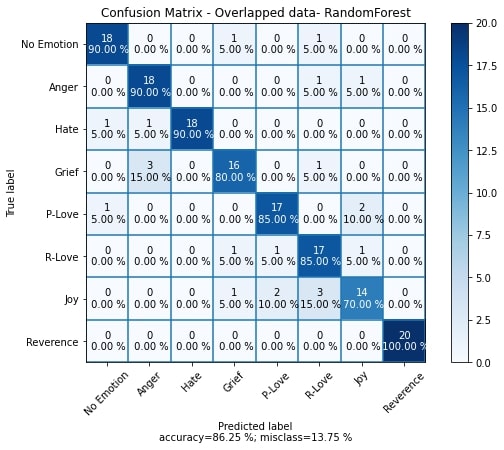 Confusion Matrix - Overlapped data- RandomForest
No Emotion 18 0 0 1 0 1 0 0
90.00 % 0.00 % 0.00 % 5.00 % 0.00 % 5.00 % 0.00 % 0.00 %
Anger 0 18 0 0 0 1 1 0
0.00 % 90.00 % 0.00 % 0.00 % 0.00 % 5.00 % 5.00 % 0.00 %
Hate 1 1 18 0 0 0 0 0
5.00 % 5.00 % 90.00 % 0.00 % 0.00 % 0.00 % 0.00 % 0.00 %
Grief 0 3 0 16 0 1 0 0
0.00 % 15.00 % 0.00 % 80.00 % 0.00 % 5.00 % 0.00 % 0.00 %
P-Love 1 0 0 0 17 0 2 0
5.00 % 0.00 % 0.00 % 0.00 % 85.00 % 0.00 % 10.00 % 0.00 %
R-Love 0 0 0 1 1 17 1 0
0.00 % 0.00 % 0.00 % 5.00 % 5.00 % 85.00 % 5.00 % 0.00 %
Joy 0 0 0 1 2 3 14 0
0.00 % 0.00 % 0.00 % 5.00 % 10.00 % 15.00 % 70.00 % 0.00 %
Reverence 0 0 0 0 0 0 0 20
0.00 % 0.00 % 0.00 % 0.00 % 0.00 % 0.00 % 0.00 % 100.00 %
True label
No Emotion Anger Hate Grief P-Love R-Love Joy Reverence
Predicted label
accuracy=86.25 %; misclass=13.75 %
20.0
17.5
15.0
12.5
10.0
7.5
5.0
2.5
0.0